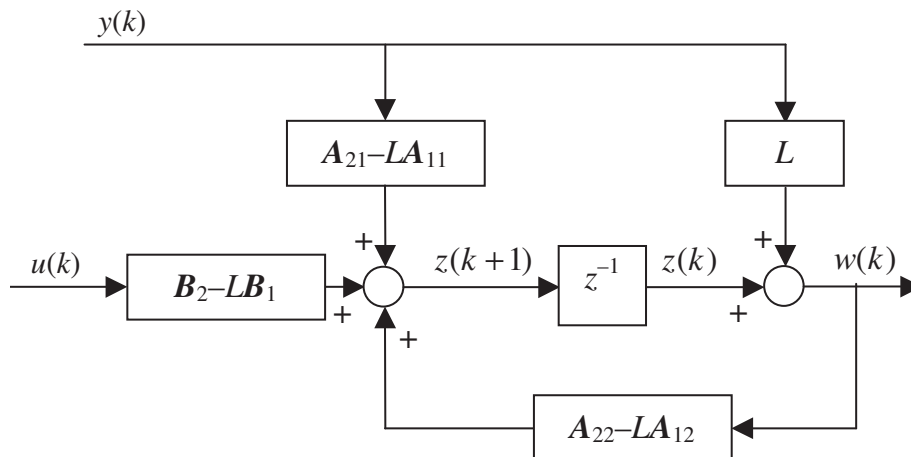 y(k)
A₂₁–LA₁₁
L
+
+
u(k)
z(k+1)
z(k)
w(k)
B₂–LB₁
z⁻¹
+
+
+
A₂₂–LA₁₂